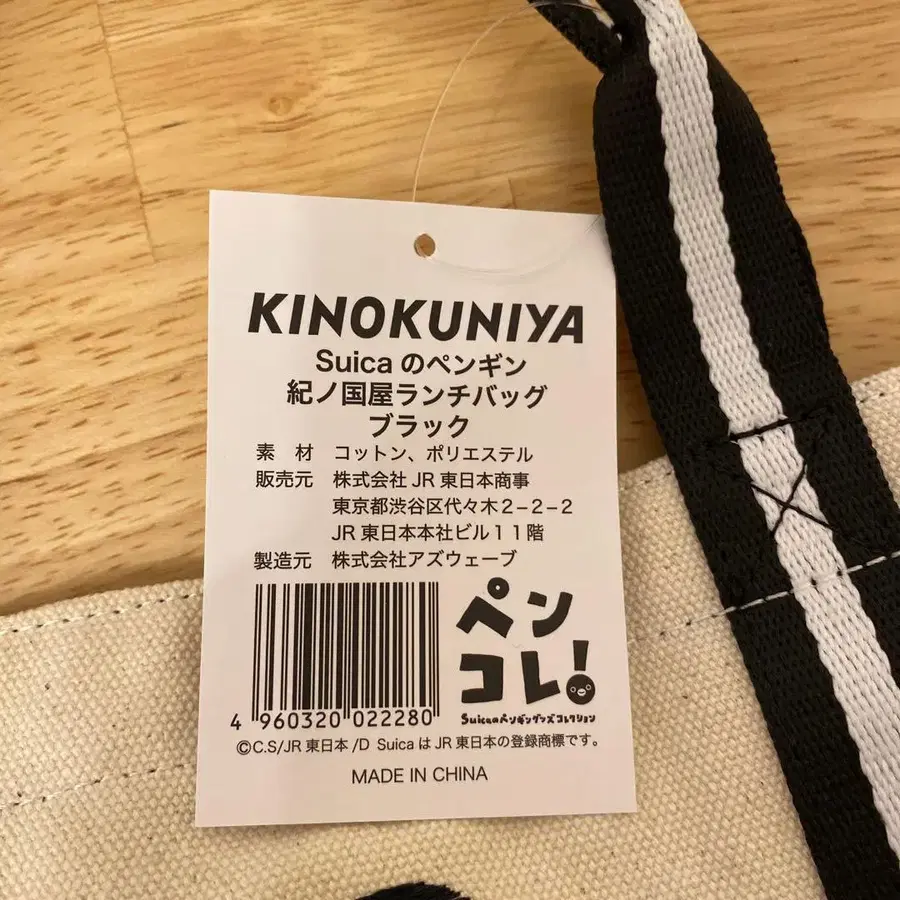 KINOKUNIYA
Suica のペンギン
紀ノ国屋ランチバッグ
ブラック
素　材　コットン、ポリエステル
販売元　株式会社 JR 東日本商事
東京都渋谷区代々木2−2−2
JR 東日本本社ビル11階
製造元　株式会社アズウェーブ
ペン
コレ!
Suicaのペンギングッズコレクション
4 960320 022280
©C.S/JR 東日本 /D Suica は JR 東日本の登録商標です。
MADE IN CHINA